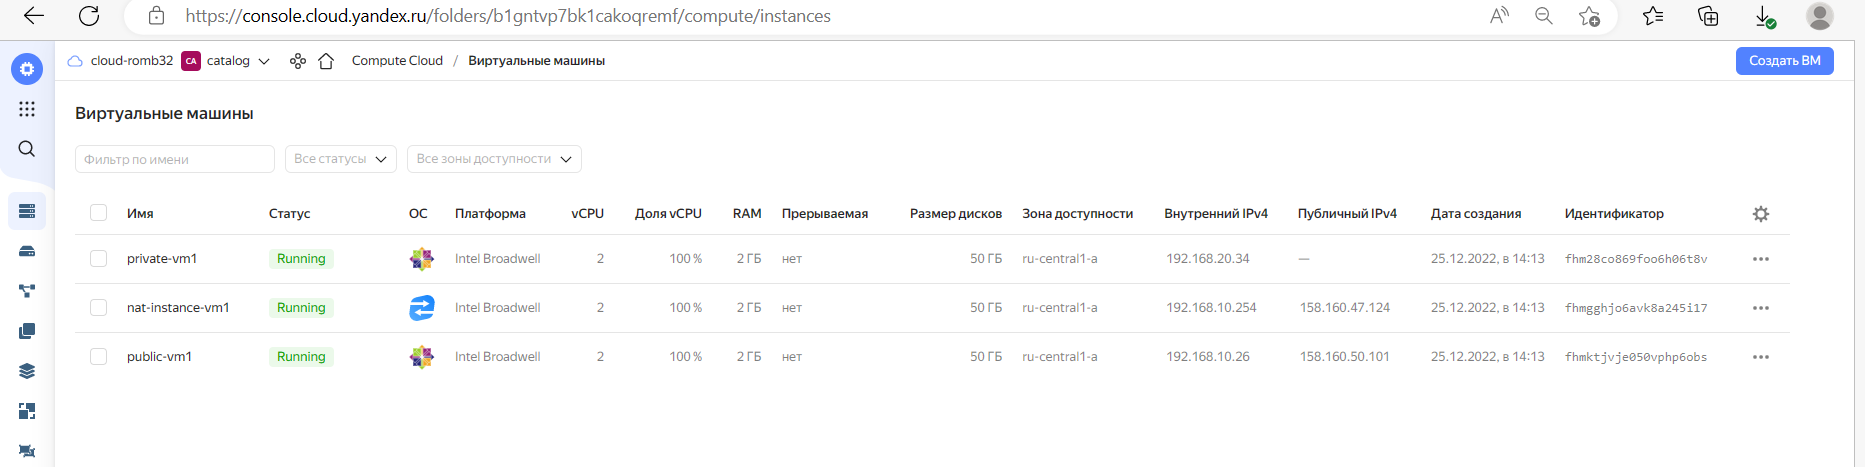 https://console.cloud.yandex.ru/folders/b1gntvp7bk1cakoqremf/compute/instances
cloud-romb32 CA catalog Compute Cloud / Виртуальные машины Создать ВМ
Виртуальные машины
Фильтр по имени Все статусы Все зоны доступности
Имя Статус ОС Платформа vCPU Доля vCPU RAM Прерываемая Размер дисков Зона доступности Внутренний IPv4 Публичный IPv4 Дата создания Идентификатор
private-vm1 Running Intel Broadwell 2 100 % 2 ГБ нет 50 ГБ ru-central1-a 192.168.20.34 — 25.12.2022, в 14:13 fhm28co869foo6h06t8v
nat-instance-vm1 Running Intel Broadwell 2 100 % 2 ГБ нет 50 ГБ ru-central1-a 192.168.10.254 158.160.47.124 25.12.2022, в 14:13 fhmgghjo6avk8a245i17
public-vm1 Running Intel Broadwell 2 100 % 2 ГБ нет 50 ГБ ru-central1-a 192.168.10.26 158.160.50.101 25.12.2022, в 14:13 fhmktjvje050vphp6obs